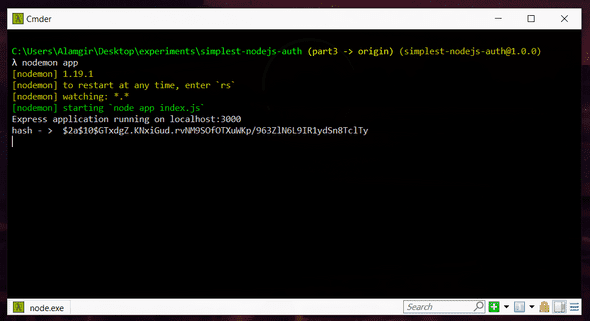 Cmder
C:\Users\Alamgir\Desktop\experiments\simplest-nodejs-auth (part3 -> origin) (simplest-nodejs-auth@1.0.0)
λ nodemon app
[nodemon] 1.19.1
[nodemon] to restart at any time, enter `rs`
[nodemon] watching: *.*
[nodemon] starting `node app index.js`
Express application running on localhost:3000
hash - > $2a$10$GTxdgZ.KNxiGud.rvNM9SOfOTXuWKp/963ZlN6L9IR1ydSn8TclTy
node.exe
Search